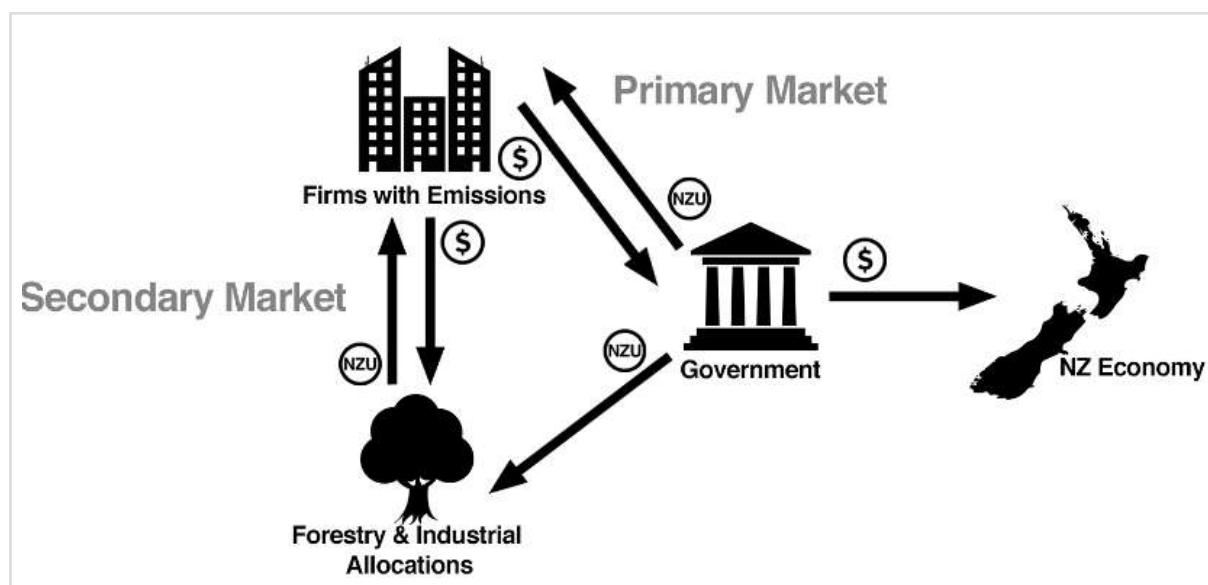 Primary Market
$
Firms with Emissions
NZU
$
$
Secondary Market
NZU
NZU
Government
NZ Economy
Forestry & Industrial
Allocations